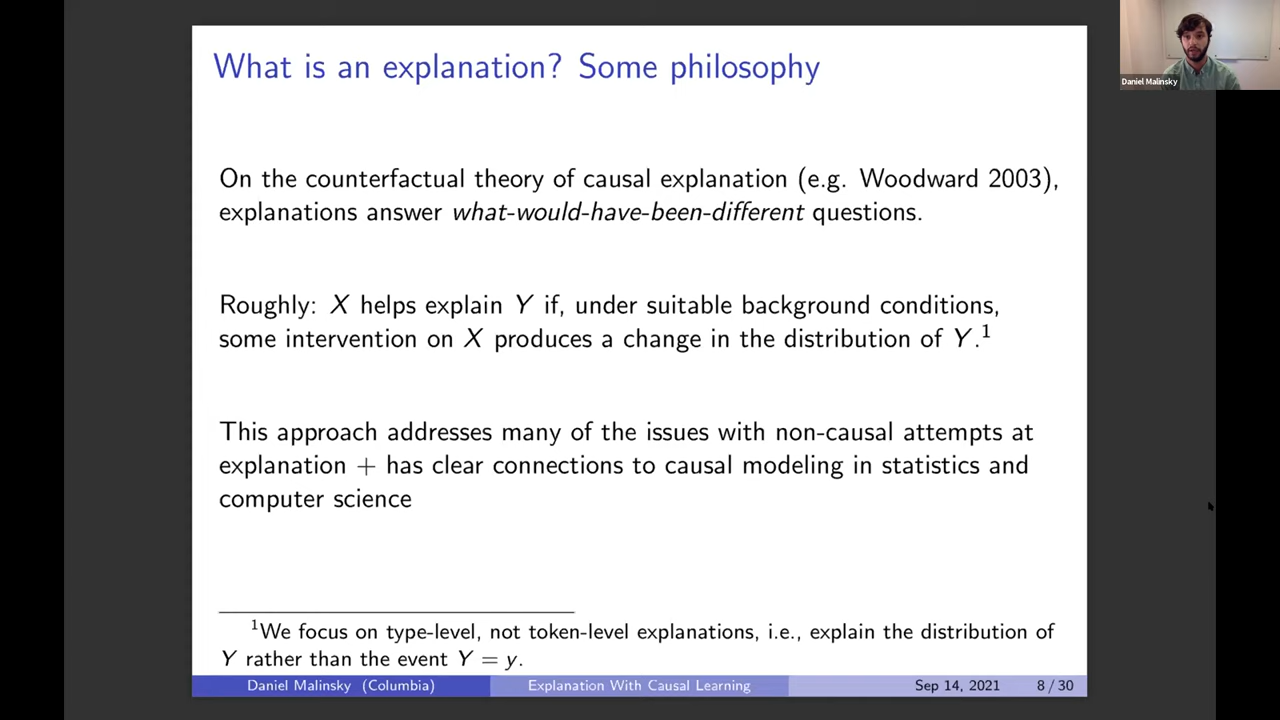 What is an explanation? Some philosophy
Daniel Malinsky
On the counterfactual theory of causal explanation (e.g. Woodward 2003),
explanations answer what-would-have-been-different questions.
Roughly: X helps explain Y if, under suitable background conditions,
some intervention on X produces a change in the distribution of Y.¹
This approach addresses many of the issues with non-causal attempts at
explanation + has clear connections to causal modeling in statistics and
computer science
¹We focus on type-level, not token-level explanations, i.e., explain the distribution of
Y rather than the event Y = y.
Daniel Malinsky (Columbia) Explanation With Causal Learning Sep 14, 2021 8 / 30